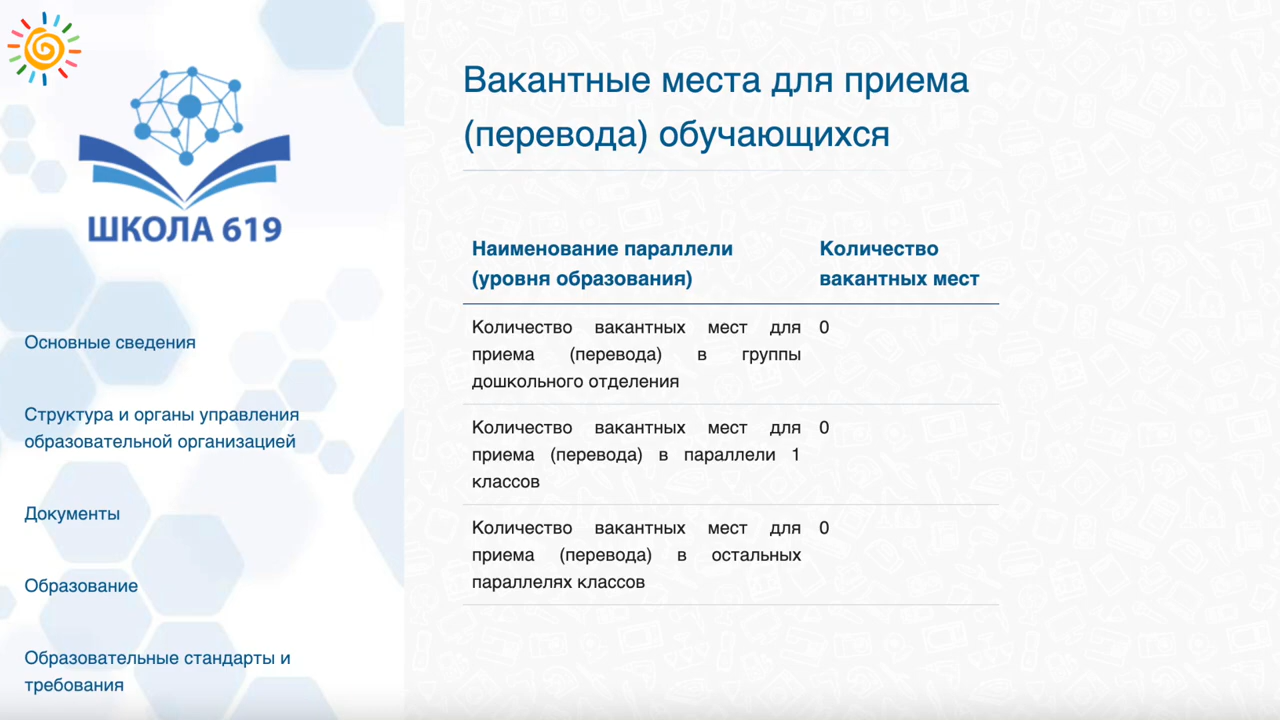 ШКОЛА 619
Основные сведения
Структура и органы управления
образовательной организацией
Документы
Образование
Образовательные стандарты и
требования
Вакантные места для приема
(перевода) обучающихся
Наименование параллели
(уровня образования)
Количество
вакантных мест
Количество вакантных мест для
приема (перевода) в группы
дошкольного отделения
0
Количество вакантных мест для
приема (перевода) в параллели 1
классов
0
Количество вакантных мест для
приема (перевода) в остальных
параллелях классов
0